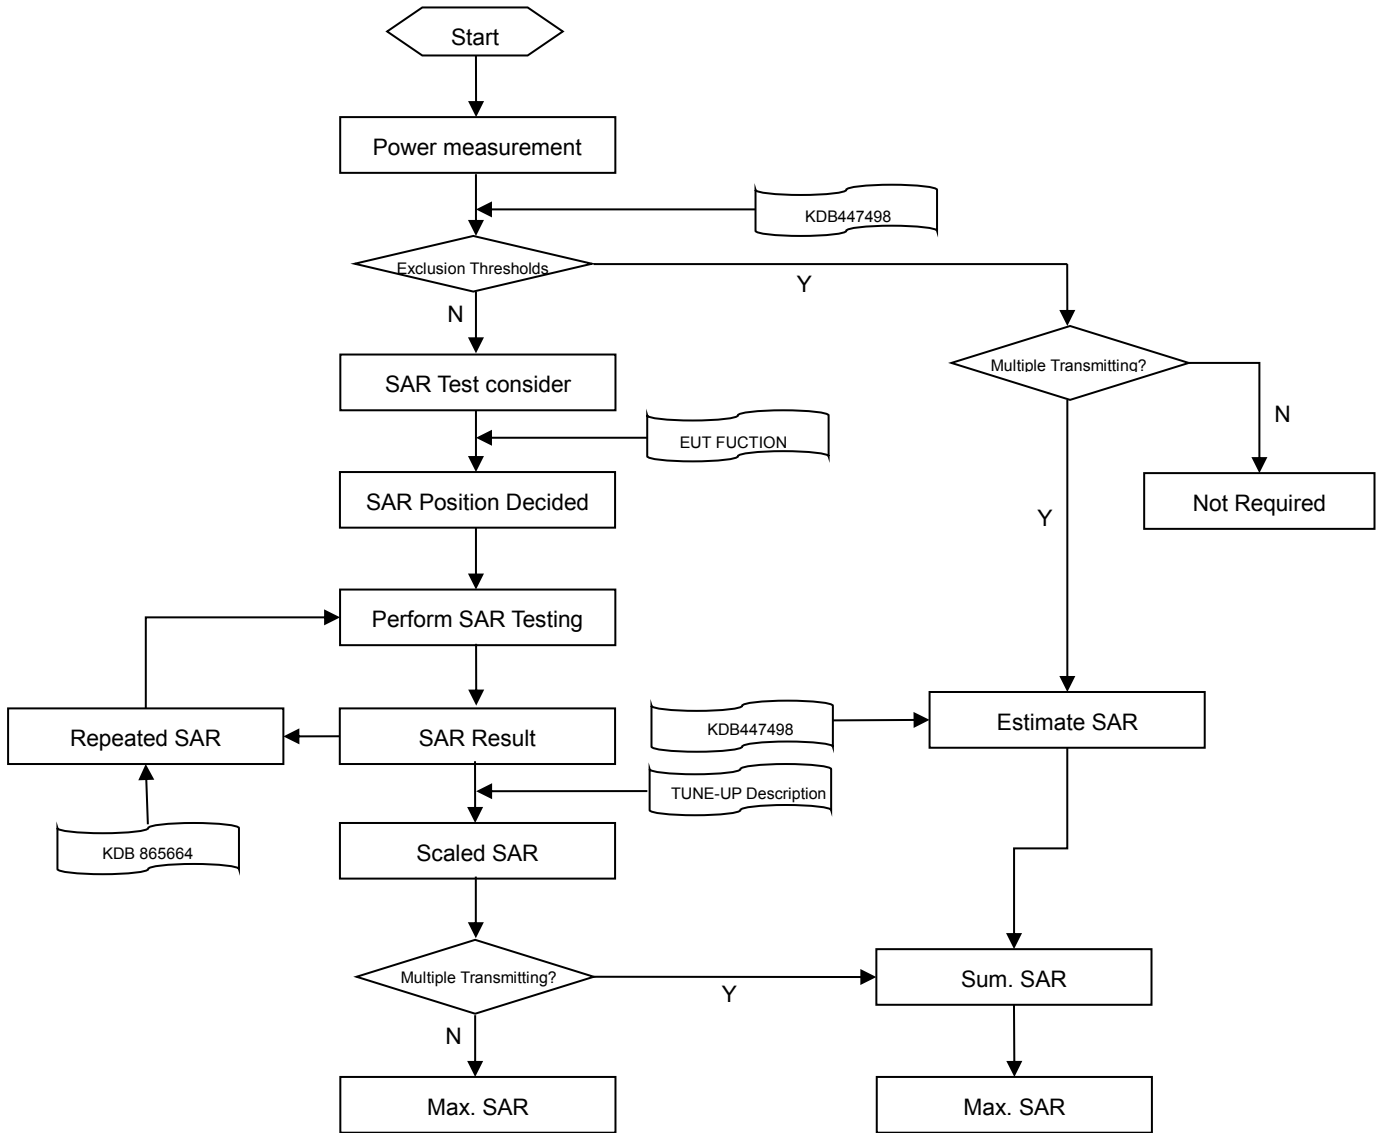 Start
Power measurement
KDB447498
Exclusion Thresholds
Y
N
Multiple Transmitting?
SAR Test consider
N
EUT FUCTION
SAR Position Decided
Not Required
Y
Perform SAR Testing
Repeated SAR
SAR Result
KDB447498
Estimate SAR
TUNE-UP Description
KDB 865664
Scaled SAR
Multiple Transmitting?
Y
Sum. SAR
N
Max. SAR
Max. SAR